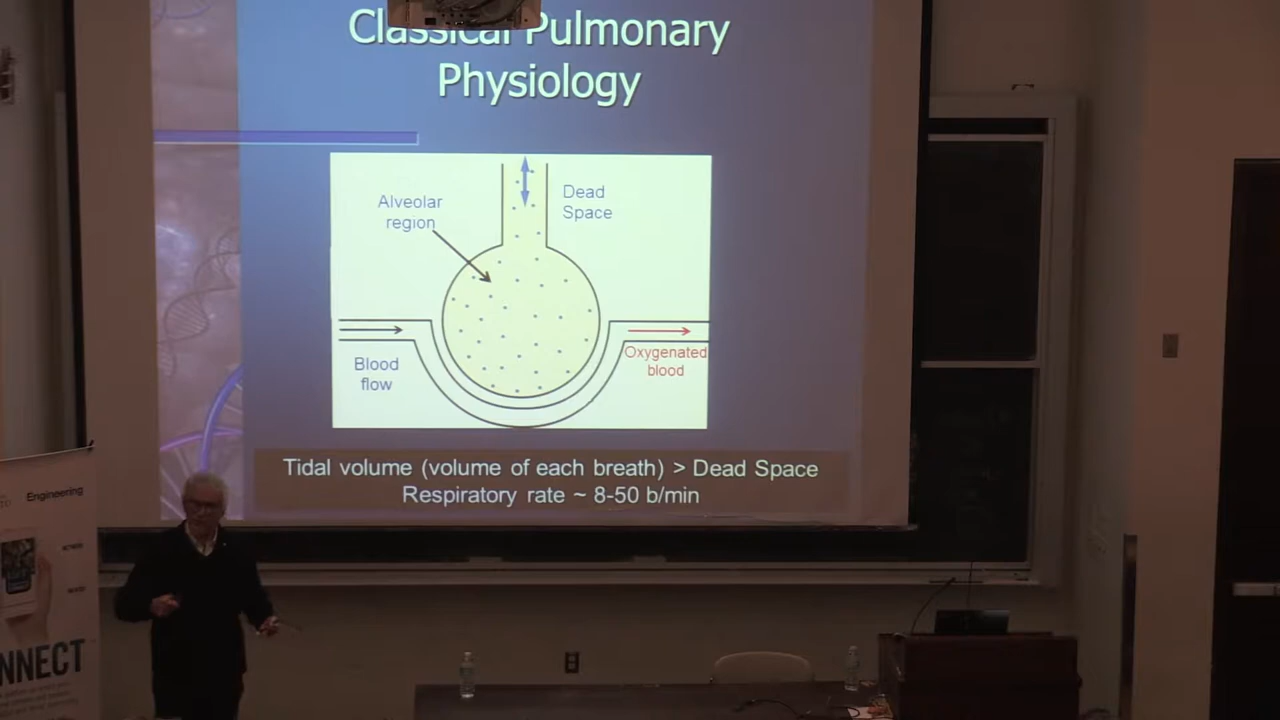 Classical Pulmonary
Physiology
Alveolar
region
Dead
Space
Blood
flow
Oxygenated
blood
Tidal volume (volume of each breath) > Dead Space
Respiratory rate ~ 8-50 b/min
Engineering
NNECT